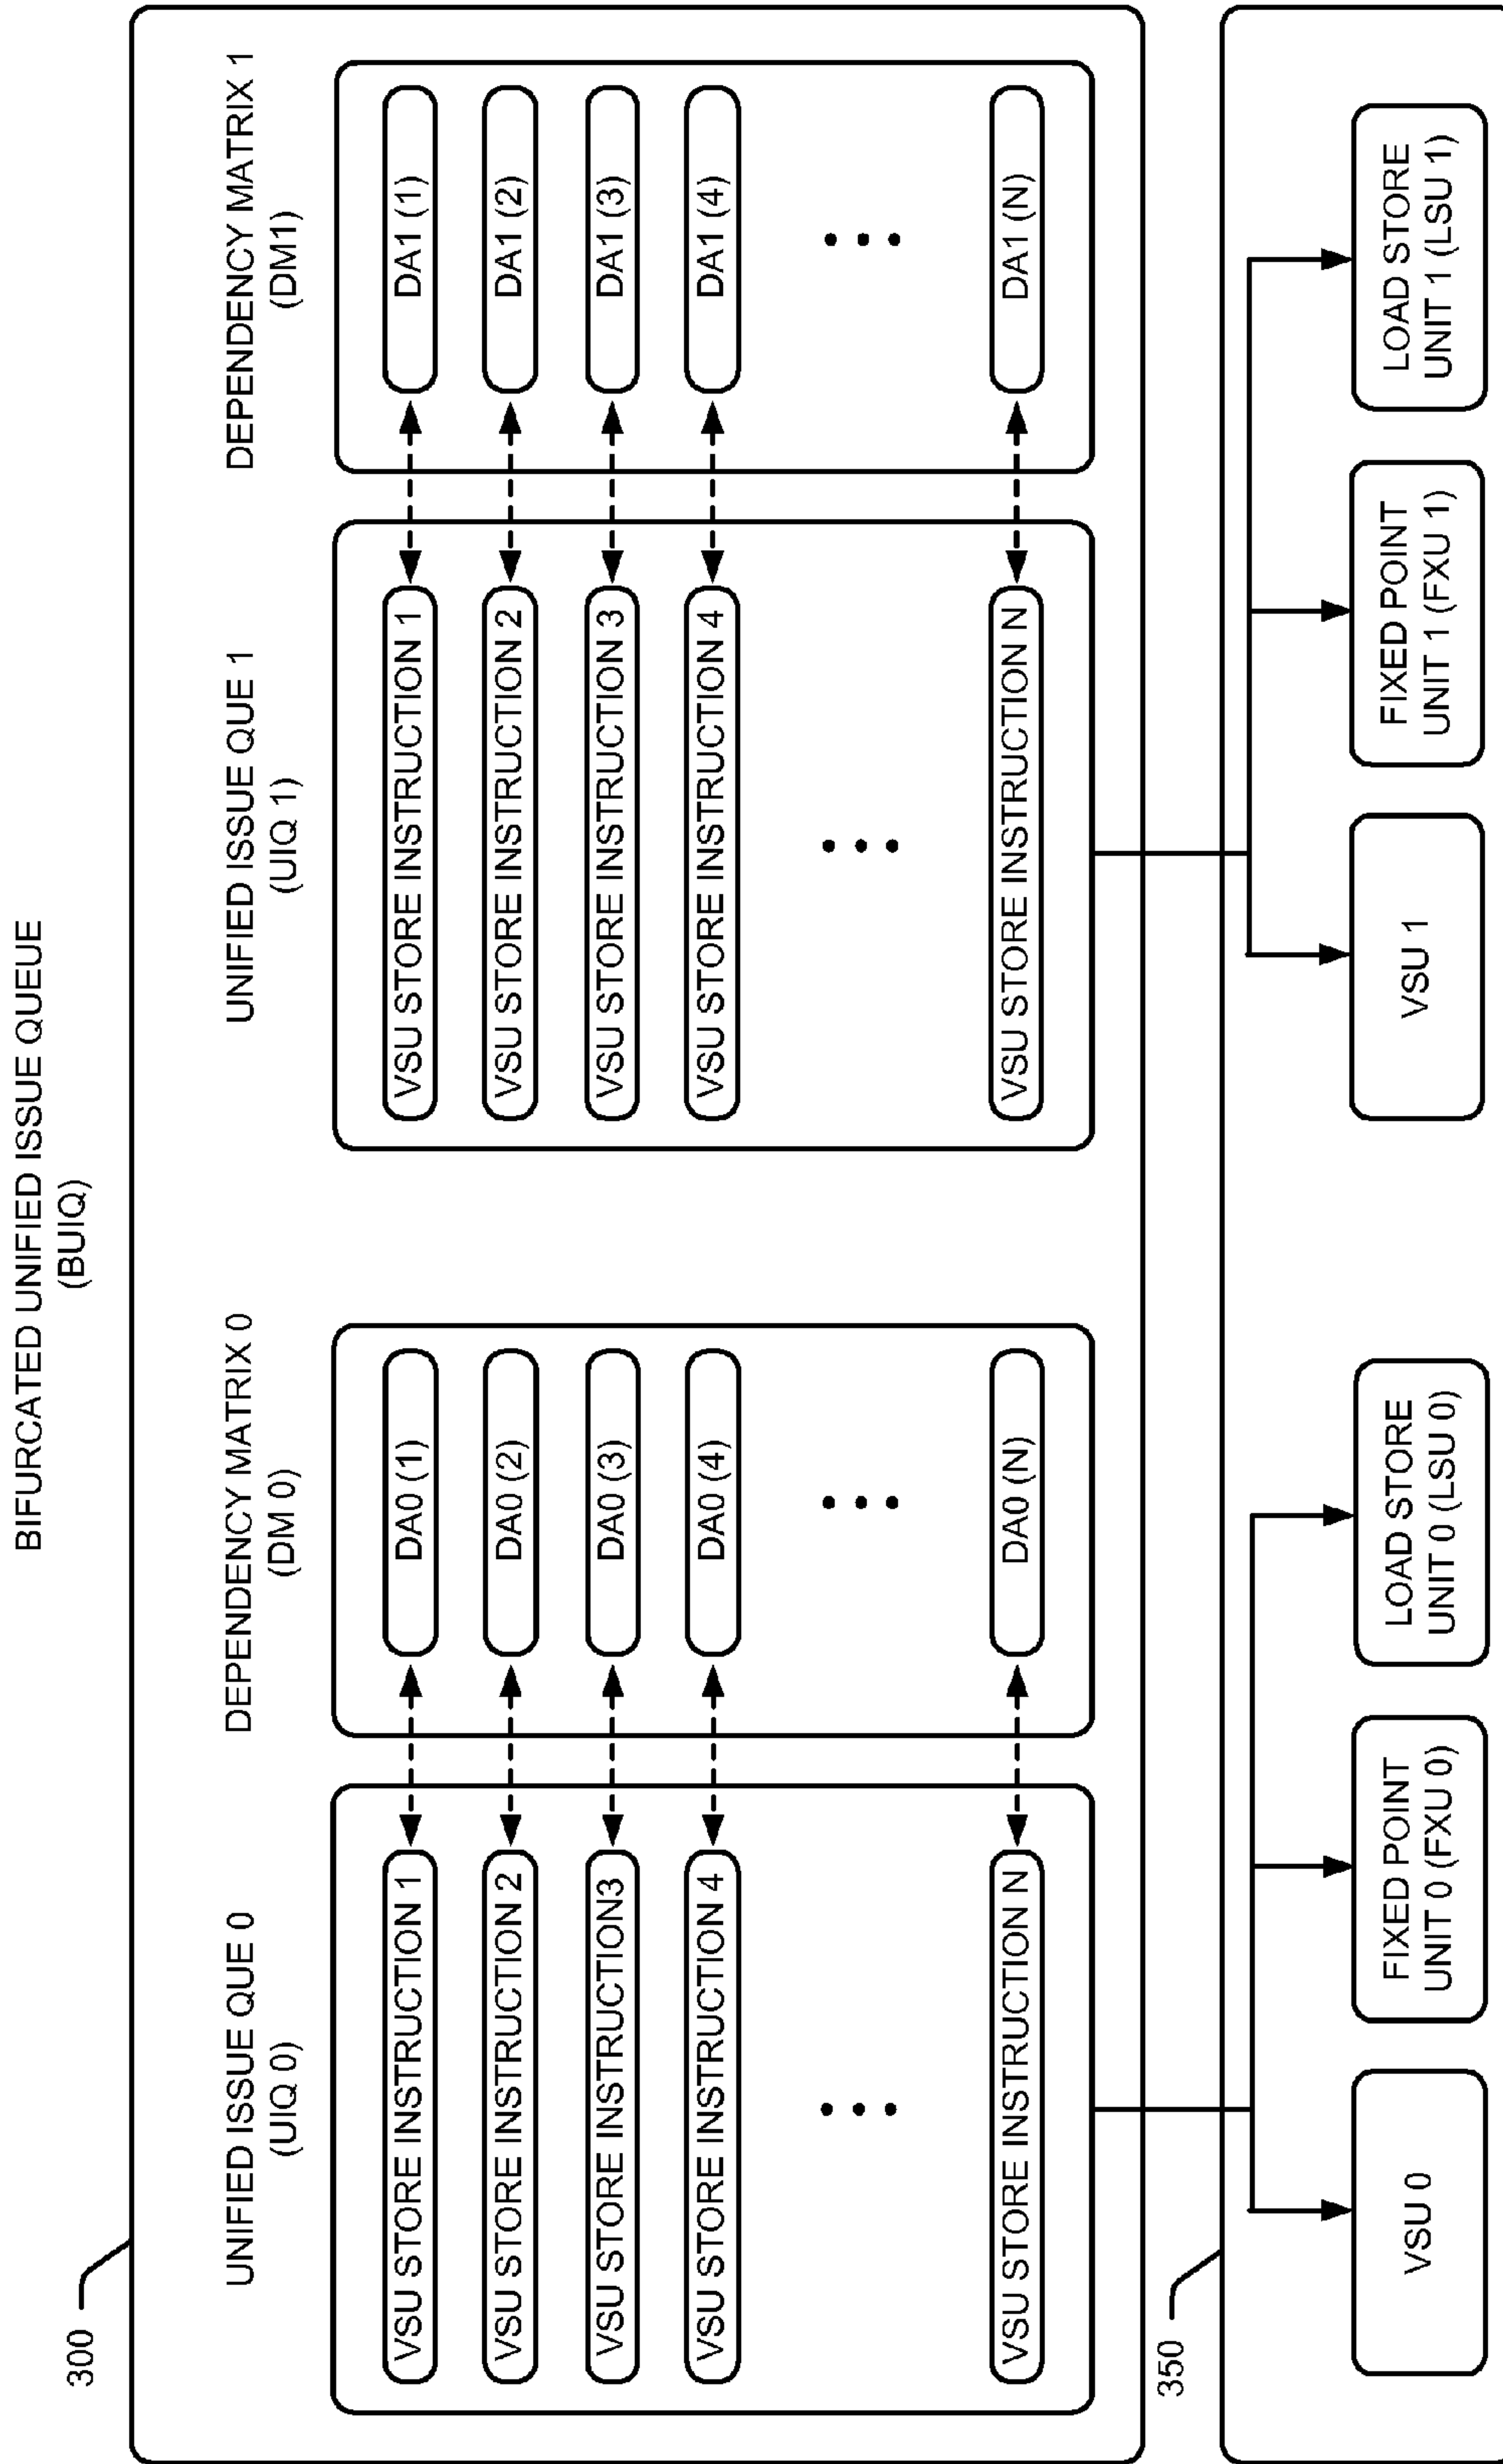 BIFURCATED UNIFIED ISSUE QUEUE
(BUIQ)
300
UNIFIED ISSUE QUE 0
(UIQ 0)
VSU STORE INSTRUCTION 1
VSU STORE INSTRUCTION 2
VSU STORE INSTRUCTION3
VSU STORE INSTRUCTION 4
VSU STORE INSTRUCTION N
DEPENDENCY MATRIX 0
(DM 0)
DA0 (1)
DA0 (2)
DA0 (3)
DA0 (4)
DA0 (N)
UNIFIED ISSUE QUE 1
(UIQ 1)
VSU STORE INSTRUCTION 1
VSU STORE INSTRUCTION 2
VSU STORE INSTRUCTION 3
VSU STORE INSTRUCTION 4
VSU STORE INSTRUCTION N
DEPENDENCY MATRIX 1
(DM1)
DA1 (1)
DA1 (2)
DA1 (3)
DA1 (4)
DA1 (N)
350
VSU 0
FIXED POINT
UNIT 0 (FXU 0)
LOAD STORE
UNIT 0 (LSU 0)
VSU 1
FIXED POINT
UNIT 1 (FXU 1)
LOAD STORE
UNIT 1 (LSU 1)